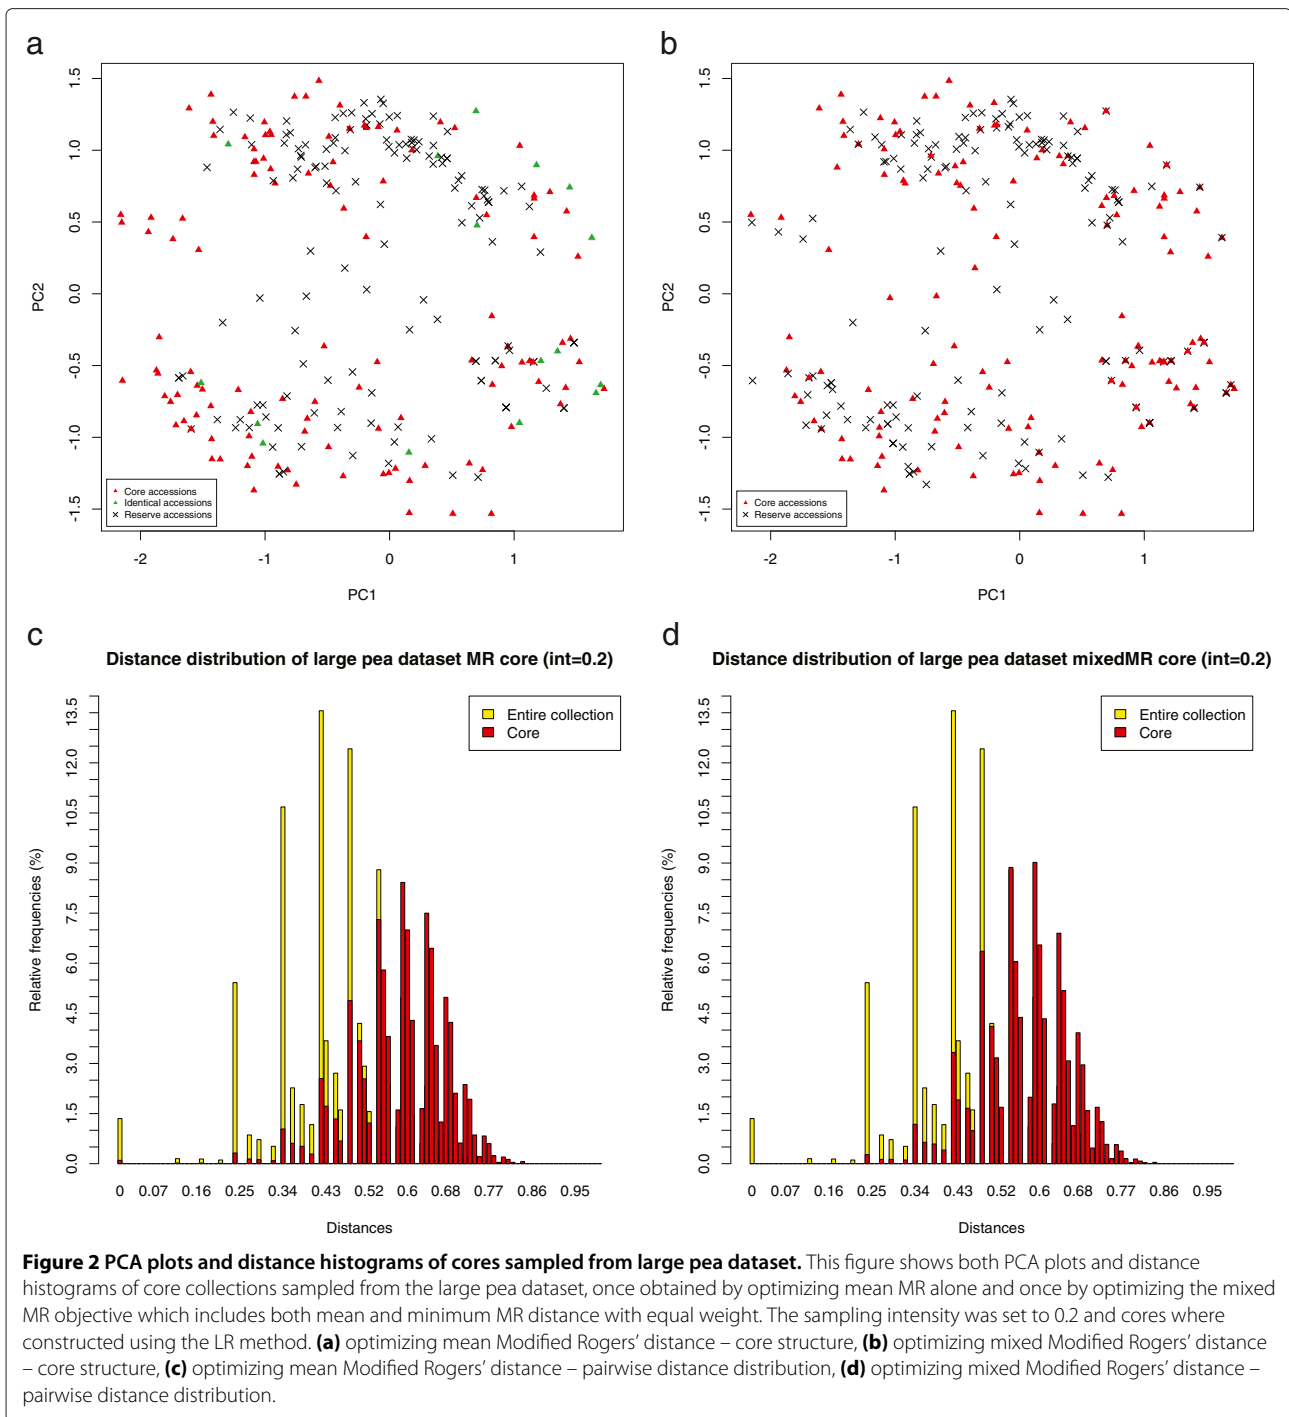 a
b
1.5
1.0
0.5
0.0
-0.5
-1.0
-1.5
PC2
Core accessions
Identical accessions
Reserve accessions
-2
-1
0
1
PC1
1.5
1.0
0.5
0.0
-0.5
-1.0
-1.5
PC2
Core accessions
Reserve accessions
-2
-1
0
1
PC1
c
Distance distribution of large pea dataset MR core (int=0.2)
13.5
12.0
10.5
9.0
7.5
6.0
4.5
3.0
1.5
0.0
Relative frequencies (%)
Entire collection
Core
0 0.07 0.16 0.25 0.34 0.43 0.52 0.6 0.68 0.77 0.86 0.95
Distances
d
Distance distribution of large pea dataset mixedMR core (int=0.2)
13.5
12.0
10.5
9.0
7.5
6.0
4.5
3.0
1.5
0.0
Relative frequencies (%)
Entire collection
Core
0 0.07 0.16 0.25 0.34 0.43 0.52 0.6 0.68 0.77 0.86 0.95
Distances
Figure 2 PCA plots and distance histograms of cores sampled from large pea dataset. This figure shows both PCA plots and distance
histograms of core collections sampled from the large pea dataset, once obtained by optimizing mean MR alone and once by optimizing the mixed
MR objective which includes both mean and minimum MR distance with equal weight. The sampling intensity was set to 0.2 and cores where
constructed using the LR method. (a) optimizing mean Modified Rogers' distance – core structure, (b) optimizing mixed Modified Rogers' distance
– core structure, (c) optimizing mean Modified Rogers' distance – pairwise distance distribution, (d) optimizing mixed Modified Rogers' distance –
pairwise distance distribution.